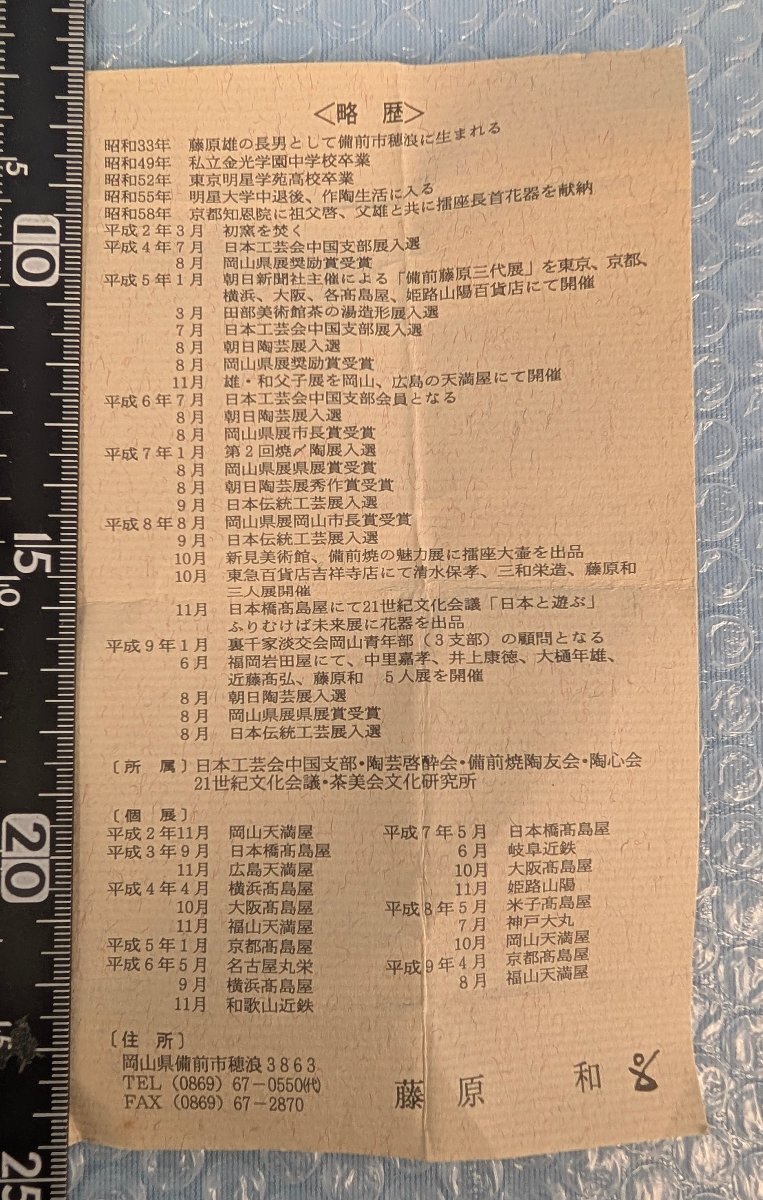 <略 歴>
昭和33年 藤原雄の長男として備前市穂浪に生まれる
昭和49年 私立金光学園中学校卒業
昭和52年 東京明星学苑高校卒業
昭和55年 明星大学中退後、作陶生活に入る
昭和58年 京都知恩院に祖父啓、父雄と共に擂座長首花器を献納
平成2年3月 初窯を焚く
平成4年7月 日本工芸会中国支部展入選
8月 岡山県展奨励賞受賞
平成5年1月 朝日新聞社主催による「備前藤原三代展」を東京、京都、
横浜、大阪、各髙島屋、姫路山陽百貨店にて開催
3月 田部美術館茶の湯造形展入選
7月 日本工芸会中国支部展入選
8月 朝日陶芸展入選
8月 岡山県展奨励賞受賞
11月 雄・和父子展を岡山、広島の天満屋にて開催
平成6年7月 日本工芸会中国支部会員となる
8月 朝日陶芸展入選
8月 岡山県展市長賞受賞
平成7年1月 第2回焼〆陶展入選
8月 岡山県展県展賞受賞
8月 朝日陶芸展秀作賞受賞
9月 日本伝統工芸展入選
平成8年8月 岡山県展岡山市長賞受賞
9月 日本伝統工芸展入選
10月 新見美術館、備前焼の魅力展に擂座大壷を出品
10月 東急百貨店吉祥寺店にて清水保孝、三和栄造、藤原和
三人展開催
11月 日本橋髙島屋にて21世紀文化会議「日本と遊ぶ」
ふりむけば未来展に花器を出品
平成9年1月 裏千家淡交会岡山青年部(3支部)の顧問となる
6月 福岡岩田屋にて、中里嘉孝、井上康徳、大樋年雄、
近藤髙弘、藤原和 5人展を開催
8月 朝日陶芸展入選
8月 岡山県展県展賞受賞
8月 日本伝統工芸展入選
〔所 属〕日本工芸会中国支部・陶芸啓酔会・備前焼陶友会・陶心会
21世紀文化会議・茶美会文化研究所
〔個 展〕
平成2年11月 岡山天満屋
平成3年9月 日本橋髙島屋
11月 広島天満屋
平成4年4月 横浜髙島屋
10月 大阪髙島屋
11月 福山天満屋
平成5年1月 京都髙島屋
平成6年5月 名古屋丸栄
9月 横浜髙島屋
11月 和歌山近鉄
平成7年5月 日本橋髙島屋
6月 岐阜近鉄
10月 大阪髙島屋
11月 姫路山陽
平成8年5月 米子髙島屋
7月 神戸大丸
10月 岡山天満屋
平成9年4月 京都髙島屋
8月 福山天満屋
〔住 所〕
岡山県備前市穂浪3863
TEL (0869) 67-0550㈹
FAX (0869) 67-2870
藤原 和
5
10
15
10
20
15
25